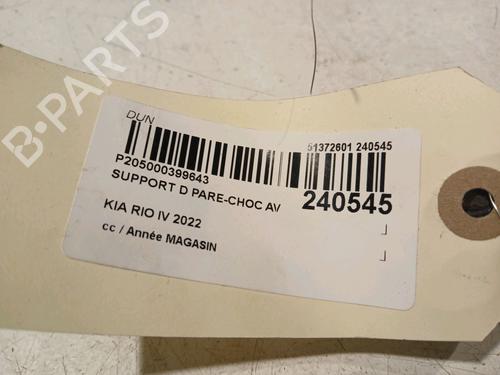 B-PARTS
DUN
P205000399643
51372601 240545
SUPPORT D PARE-CHOC AV
240545
KIA RIO IV 2022
cc / Année MAGASIN